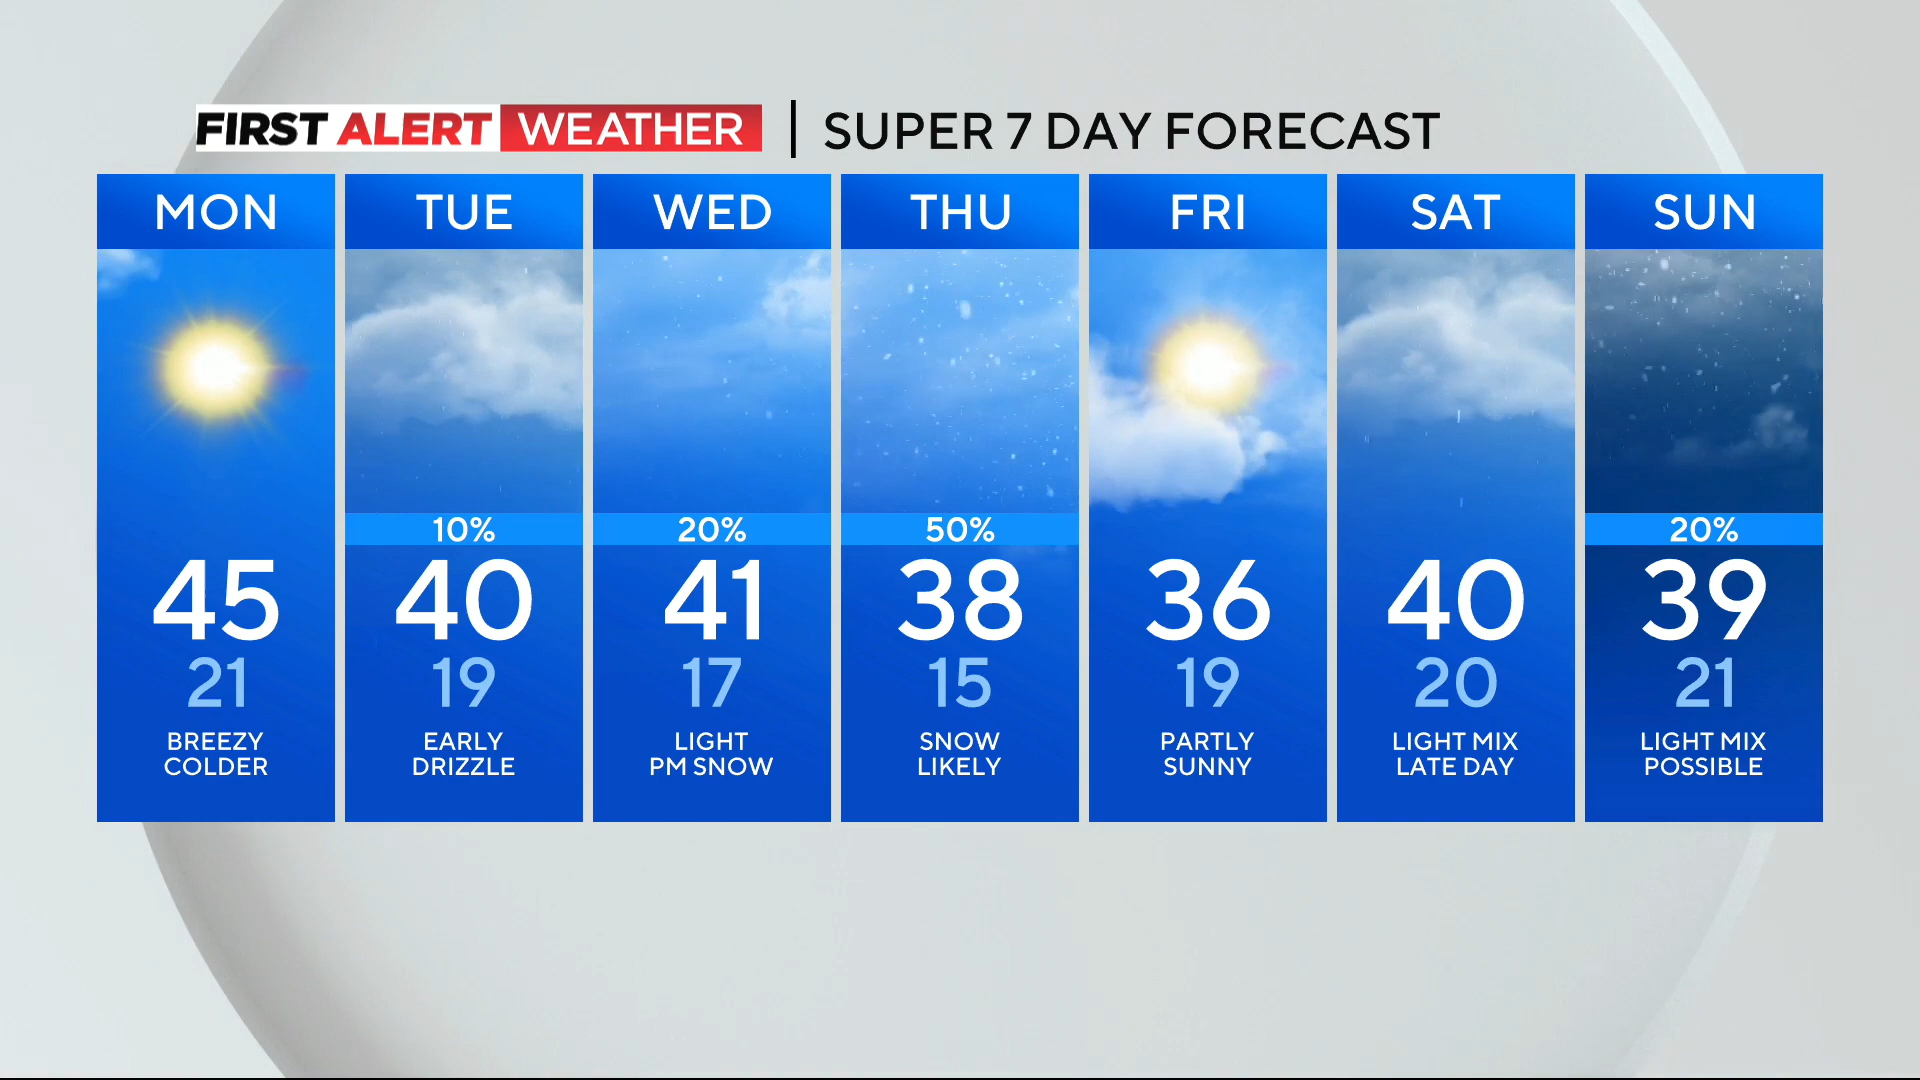 FIRST ALERT WEATHER | SUPER 7 DAY FORECAST
MON TUE WED THU FRI SAT SUN
10% 20% 50% 20%
45 40 41 38 36 40 39
21 19 17 15 19 20 21
BREEZY EARLY LIGHT SNOW PARTLY LIGHT MIX LIGHT MIX
COLDER DRIZZLE PM SNOW LIKELY SUNNY LATE DAY POSSIBLE